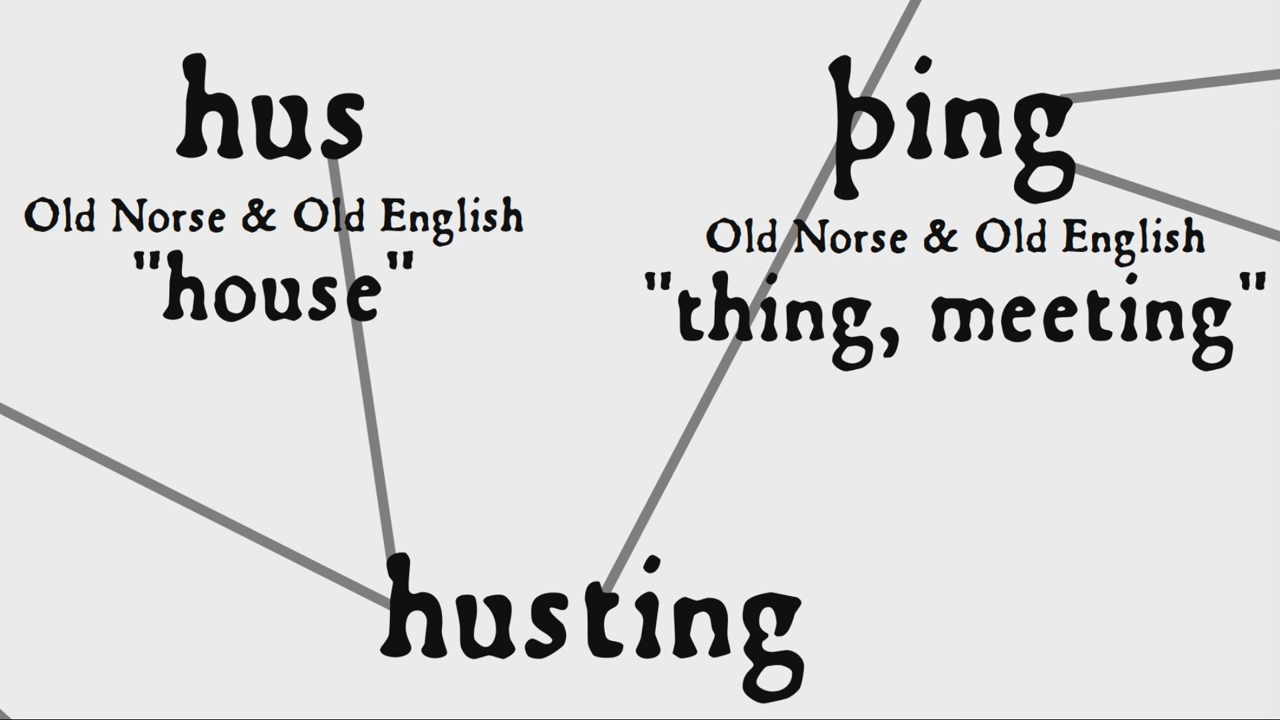 hus
Old Norse & Old English
"house"
þing
Old Norse & Old English
"thing, meeting"
husting